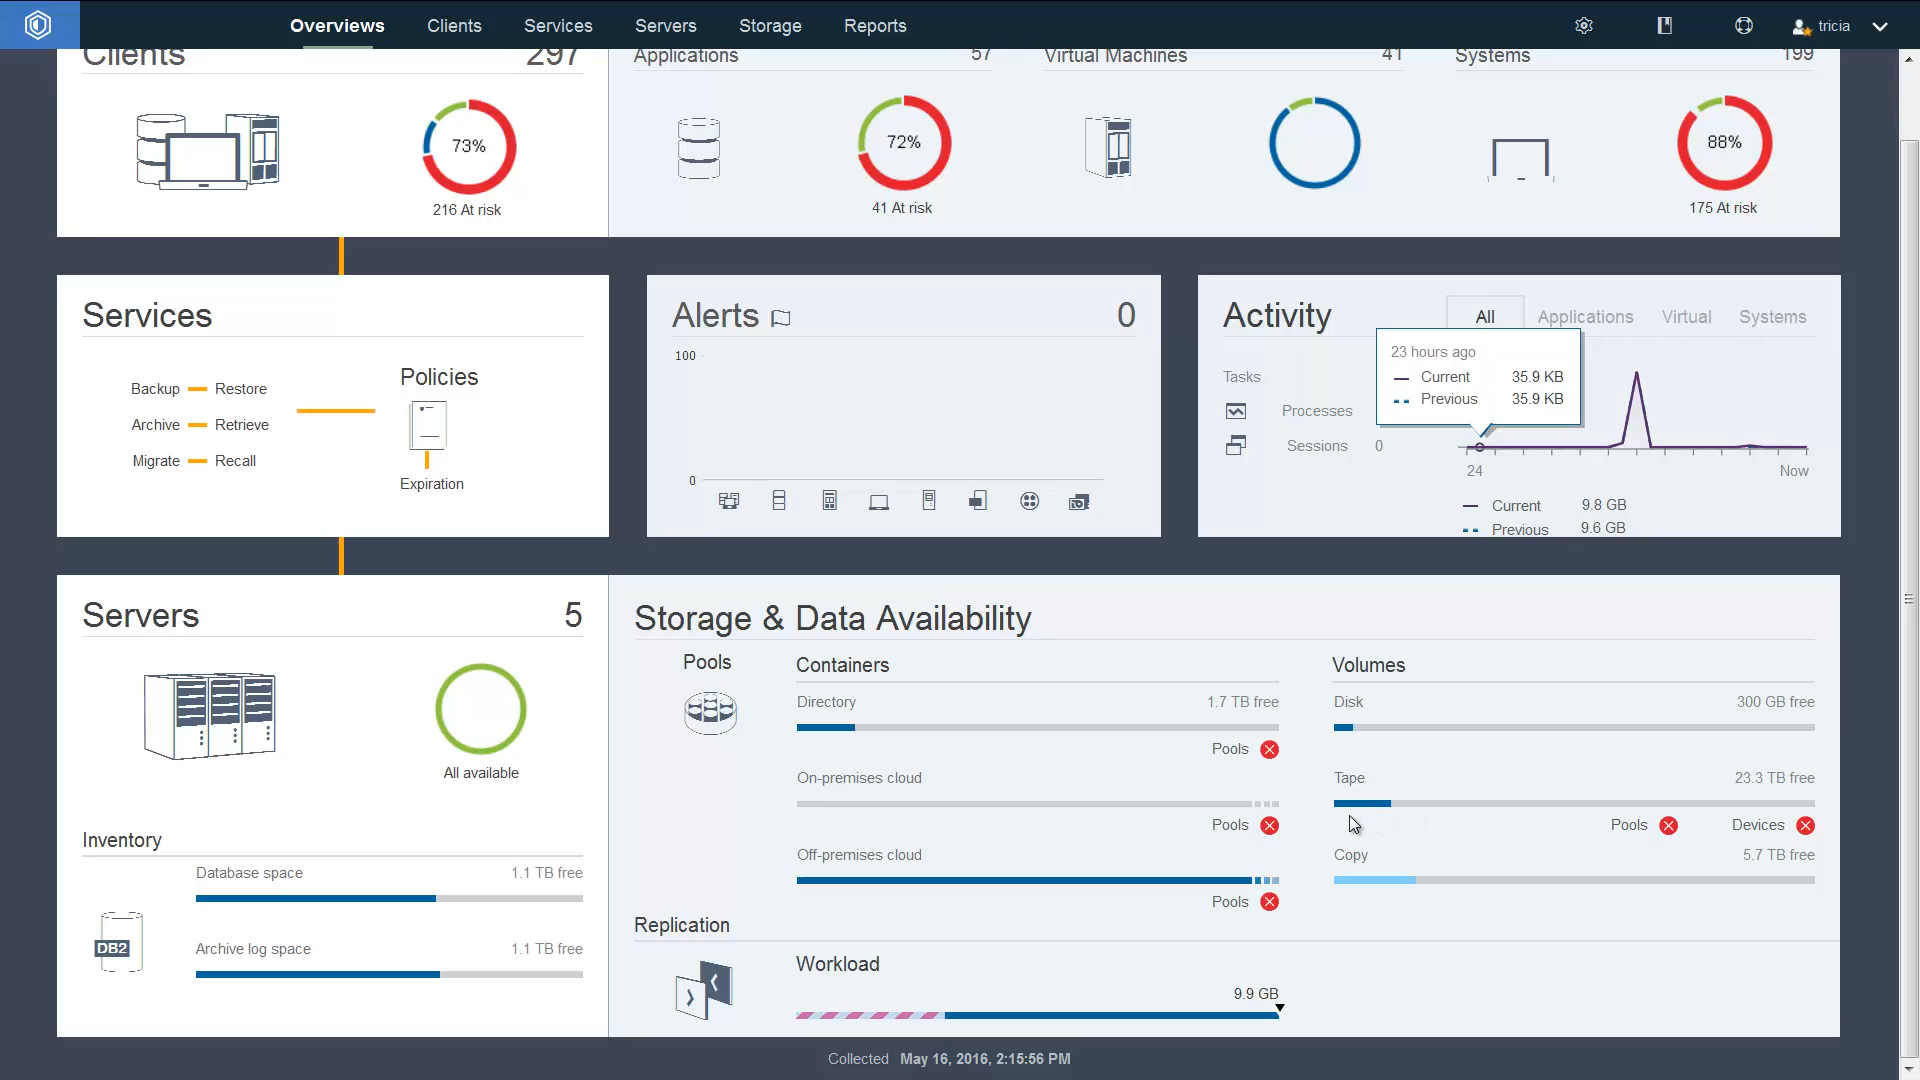 Overviews Clients Services Servers Storage Reports tricia
Clients 297 Applications 57 Virtual Machines 41 Systems 199
73% 72% 88%
216 At risk 41 At risk 175 At risk
Services
Backup Restore
Archive Retrieve
Migrate Recall
Policies
Expiration
Alerts 0
100
0
Activity All Applications Virtual Systems
Tasks
Processes
Sessions 0
23 hours ago
Current 35.9 KB
Previous 35.9 KB
24 Now
Current 9.8 GB
Previous 9.6 GB
Servers 5
All available
Inventory
Database space 1.1 TB free
DB2
Archive log space 1.1 TB free
Storage & Data Availability
Pools
Containers
Directory 1.7 TB free
Pools
On-premises cloud
Pools
Off-premises cloud
Pools
Volumes
Disk 300 GB free
Tape 23.3 TB free
Pools Devices
Copy 5.7 TB free
Replication
Workload
9.9 GB
Collected May 16, 2016, 2:15:56 PM